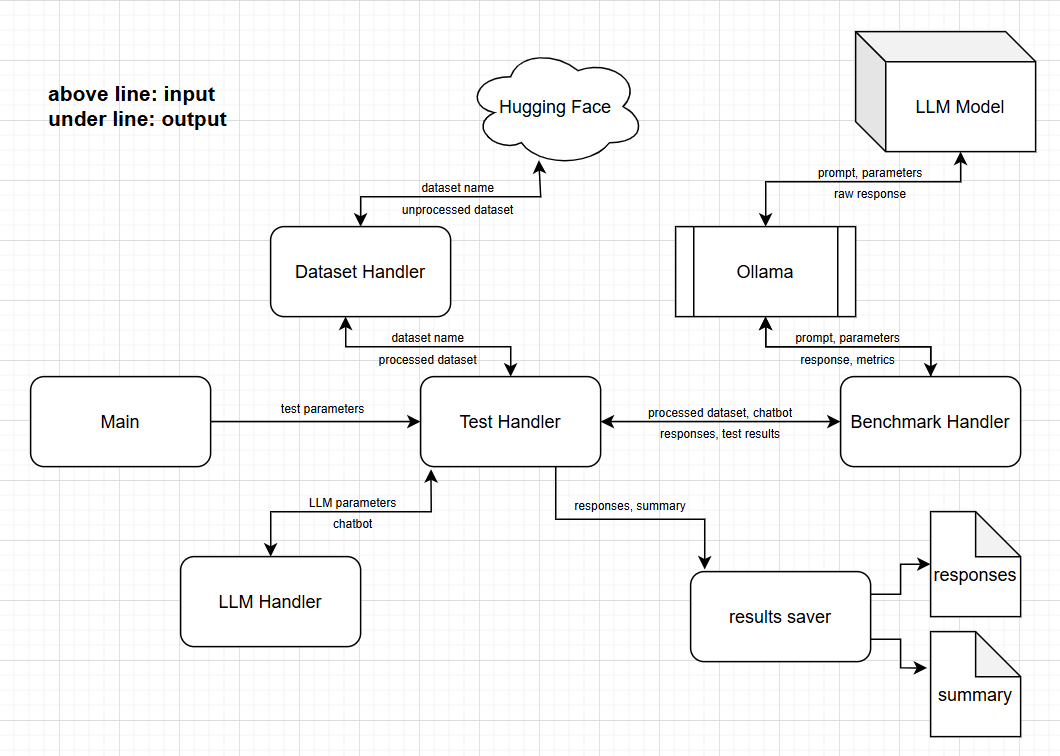 above line: input
under line: output
Hugging Face
LLM Model
dataset name
unprocessed dataset
prompt, parameters
raw response
Dataset Handler
Ollama
dataset name
processed dataset
prompt, parameters
response, metrics
Main
test parameters
Test Handler
processed dataset, chatbot
responses, test results
Benchmark Handler
LLM parameters
chatbot
responses, summary
LLM Handler
results saver
responses
summary